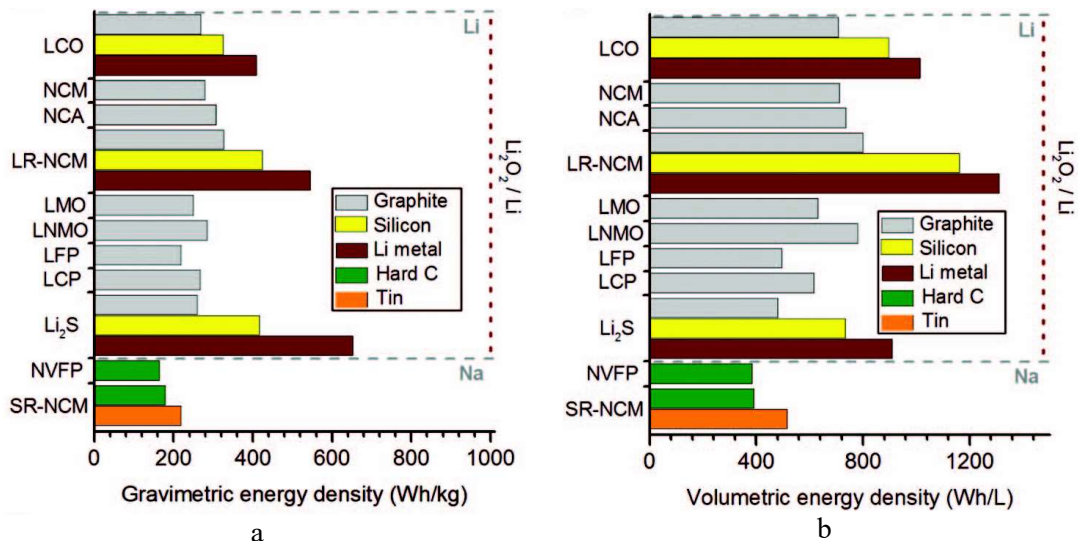 Li
LCO
NCM
NCA
LR-NCM
LMO
LNMO
LFP
LCP
Li₂S
NVFP
SR-NCM
Na
Graphite
Silicon
Li metal
Hard C
Tin
Li₂O₂ / Li
0 200 400 600 800 1000
Gravimetric energy density (Wh/kg)
a
Li
LCO
NCM
NCA
LR-NCM
LMO
LNMO
LFP
LCP
Li₂S
NVFP
SR-NCM
Na
Graphite
Silicon
Li metal
Hard C
Tin
Li₂O₂ / Li
0 400 800 1200
Volumetric energy density (Wh/L)
b